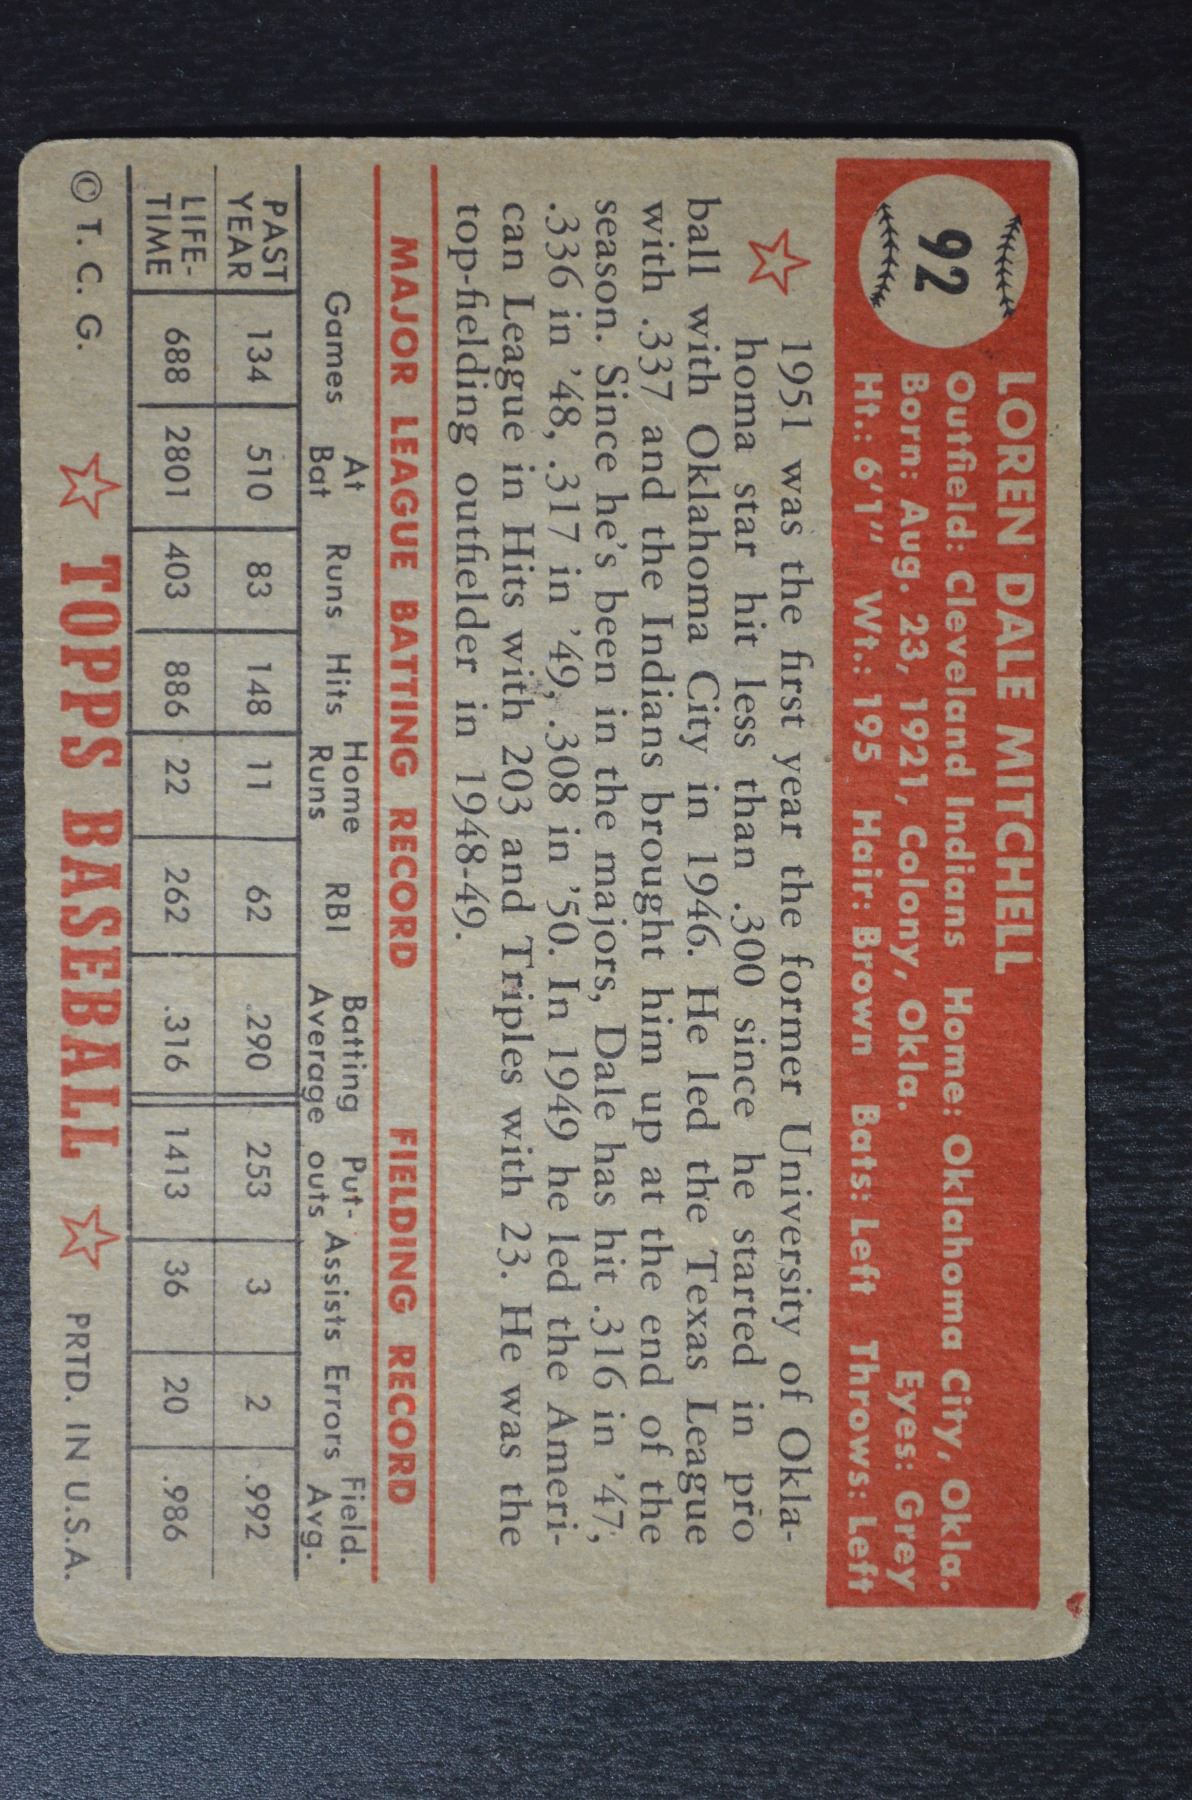 92
LOREN DALE MITCHELL
Outfield: Cleveland Indians Home: Oklahoma City, Okla.
Born: Aug. 23, 1921, Colony, Okla. Eyes: Grey
Ht.: 6'1" Wt.: 195 Hair: Brown Bats: Left Throws: Left
1951 was the first year the former University of Okla-
homa star hit less than .300 since he started in pro
ball with Oklahoma City in 1946. He led the Texas League
with .337 and the Indians brought him up at the end of the
season. Since he's been in the majors, Dale has hit .316 in '47,
.336 in '48, .317 in '49, .308 in '50. In 1949 he led the Ameri-
can League in Hits with 203 and Triples with 23. He was the
top-fielding outfielder in 1948-49.
MAJOR LEAGUE BATTING RECORD FIELDING RECORD
Games At Bat Runs Hits Home Runs RBI Batting Average Put-outs Assists Errors Field. Avg.
PAST YEAR 134 510 83 148 11 62 .290 253 3 2 .992
LIFE-TIME 688 2801 403 886 22 262 .316 1413 36 20 .986
© T. C. G. ☆ TOPPS BASEBALL ☆ PRTD. IN U.S.A.